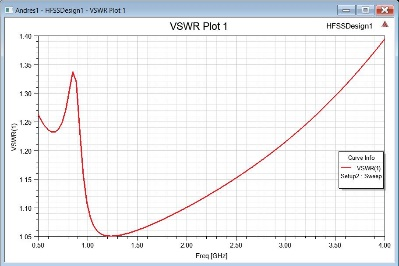 Andres1 - HFSSDesign1 - VSWR Plot 1
VSWR Plot 1
HFSSDesign1
1.40
1.35
1.30
1.25
1.20
1.15
1.10
1.05
VSWR(1)
Curve Info
VSWR(1)
Setup2 : Sweep
0.50
1.00
1.50
2.00
2.50
3.00
3.50
4.00
Freq [GHz]